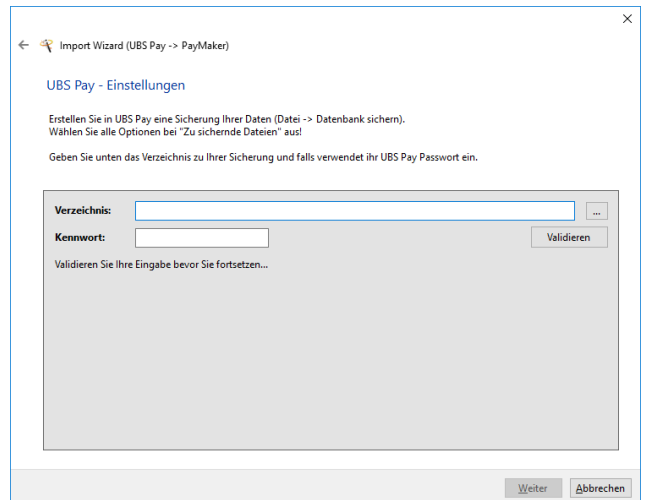 Import Wizard (UBS Pay -> PayMaker)
UBS Pay - Einstellungen
Erstellen Sie in UBS Pay eine Sicherung Ihrer Daten (Datei -> Datenbank sichern).
Wählen Sie alle Optionen bei "Zu sichernde Dateien" aus!
Geben Sie unten das Verzeichnis zu Ihrer Sicherung und falls verwendet ihr UBS Pay Passwort ein.
Verzeichnis:
...
Kennwort:
Validieren
Validieren Sie Ihre Eingabe bevor Sie fortsetzen...
Weiter
Abbrechen